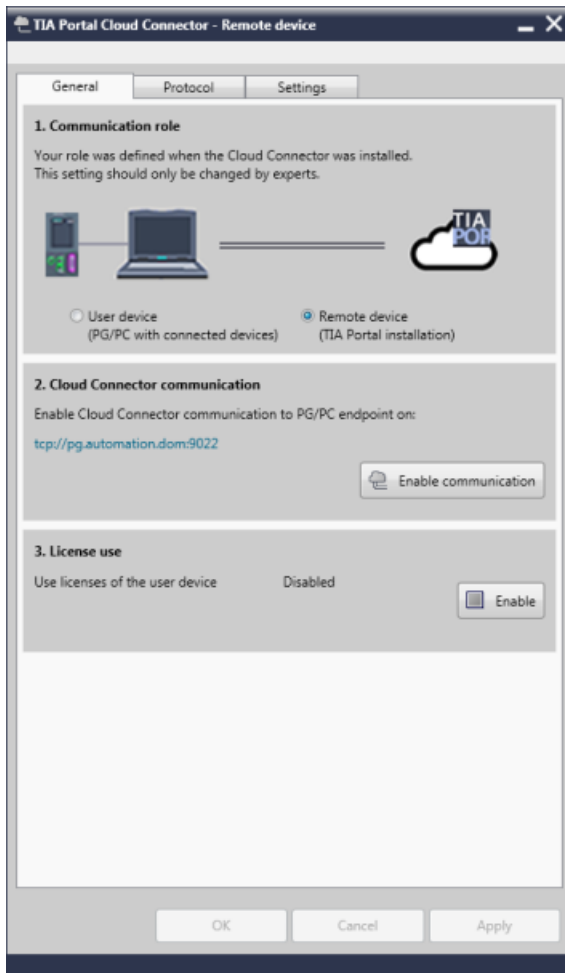 TIA Portal Cloud Connector - Remote device
General
Protocol
Settings
1. Communication role
Your role was defined when the Cloud Connector was installed.
This setting should only be changed by experts.
TIA
POR
User device
(PG/PC with connected devices)
Remote device
(TIA Portal installation)
2. Cloud Connector communication
Enable Cloud Connector communication to PG/PC endpoint on:
tcp://pg.automation.dom:9022
Enable communication
3. License use
Use licenses of the user device
Disabled
Enable
OK
Cancel
Apply